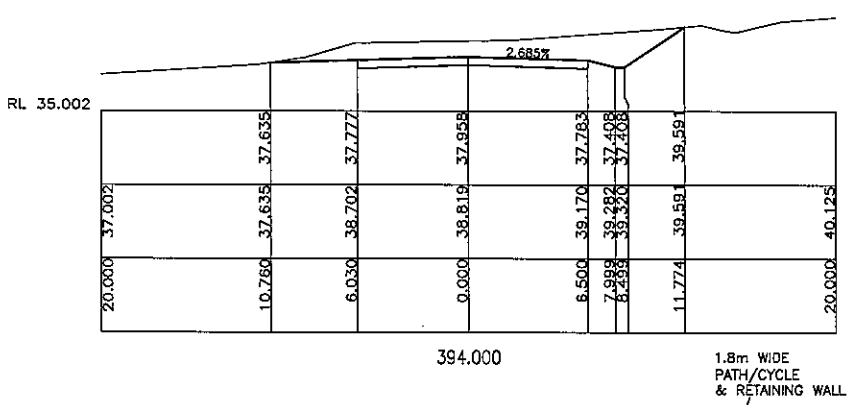 2.685%
RL 35.002
37.635 37.777 37.958 37.783 37.408 37.408 39.591
37.002 37.635 38.702 38.819 39.170 39.282 39.320 39.591 40.125
20.000 10.760 6.030 0.000 6.500 7.999 8.499 11.774 20.000
394.000
1.8m WIDE
PATH/CYCLE
& RETAINING WALL